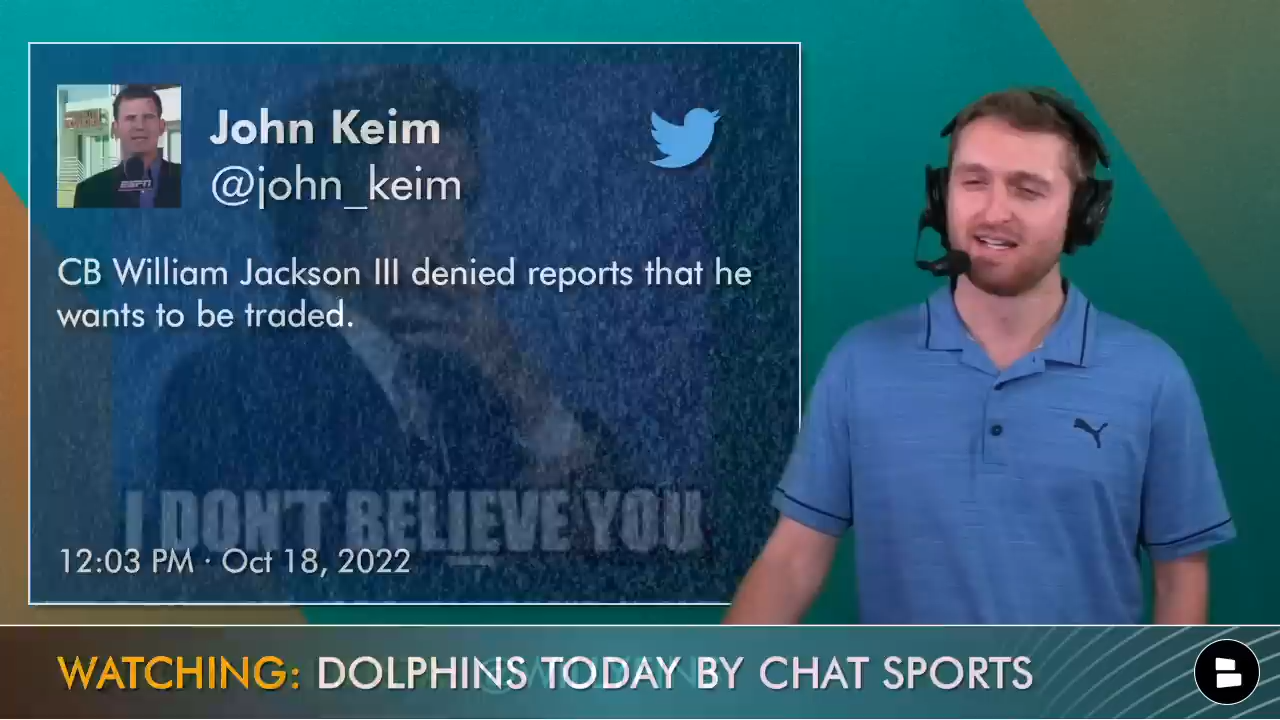 John Keim
@john_keim
ESPN
CB William Jackson III denied reports that he
wants to be traded.
I DON'T BELIEVE YOU
12:03 PM · Oct 18, 2022
WATCHING: DOLPHINS TODAY BY CHAT SPORTS